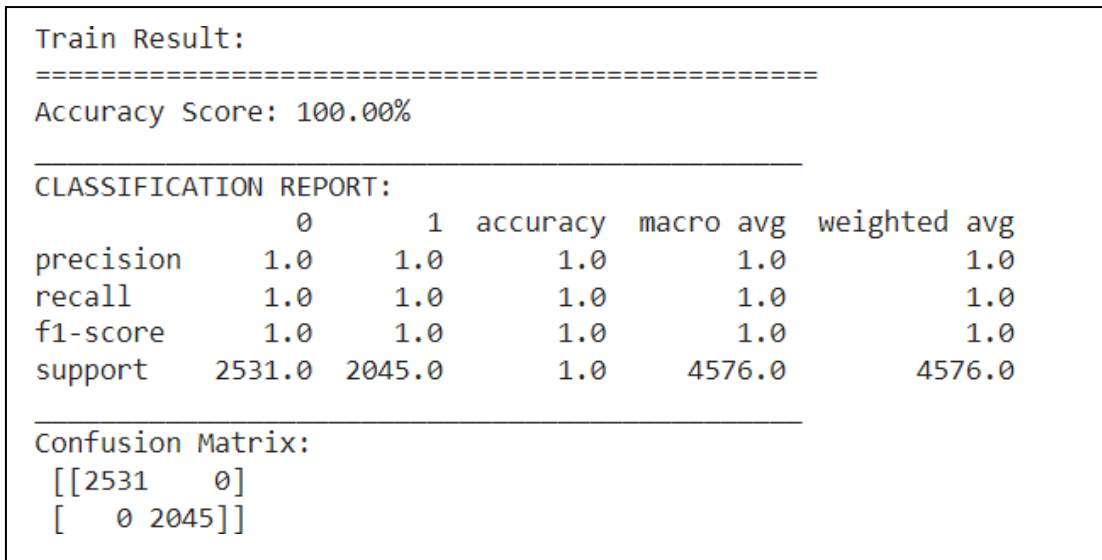 Train Result:
================================================
Accuracy Score: 100.00%
_______________________________________________
CLASSIFICATION REPORT:
                0       1  accuracy  macro avg  weighted avg
precision     1.0     1.0       1.0        1.0           1.0
recall        1.0     1.0       1.0        1.0           1.0
f1-score      1.0     1.0       1.0        1.0           1.0
support    2531.0  2045.0       1.0     4576.0        4576.0
_______________________________________________
Confusion Matrix:
 [[2531    0]
 [   0 2045]]